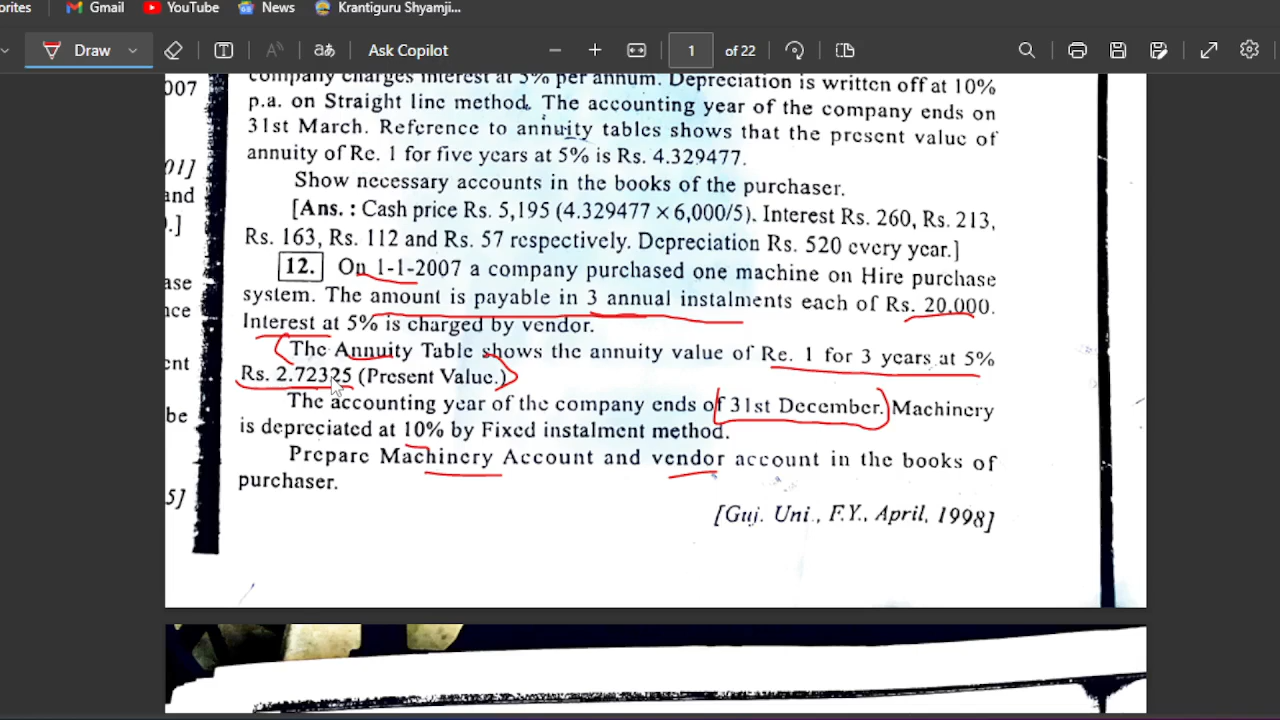 orites
Gmail
YouTube
News
Krantiguru Shyamji...
Draw
Ask Copilot
1
of 22
007
company charges interest at 5% per annum. Depreciation is written off at 10%
p.a. on Straight line method. The accounting year of the company ends on
31st March. Reference to annuity tables shows that the present value of
annuity of Re. 1 for five years at 5% is Rs. 4.329477.
01]
Show necessary accounts in the books of the purchaser.
and
[Ans. : Cash price Rs. 5,195 (4.329477 × 6,000/5). Interest Rs. 260, Rs. 213,
.]
Rs. 163, Rs. 112 and Rs. 57 respectively. Depreciation Rs. 520 every year.]
12. On 1-1-2007 a company purchased one machine on Hire purchase
ase
system. The amount is payable in 3 annual instalments each of Rs. 20,000.
nce
Interest at 5% is charged by vendor.
The Annuity Table shows the annuity value of Re. 1 for 3 years at 5%
ent
Rs. 2.72325 (Present Value.)
The accounting year of the company ends of 31st December. Machinery
be
is depreciated at 10% by Fixed instalment method.
Prepare Machinery Account and vendor account in the books of
purchaser.
5]
[Guj. Uni., F.Y., April, 1998]